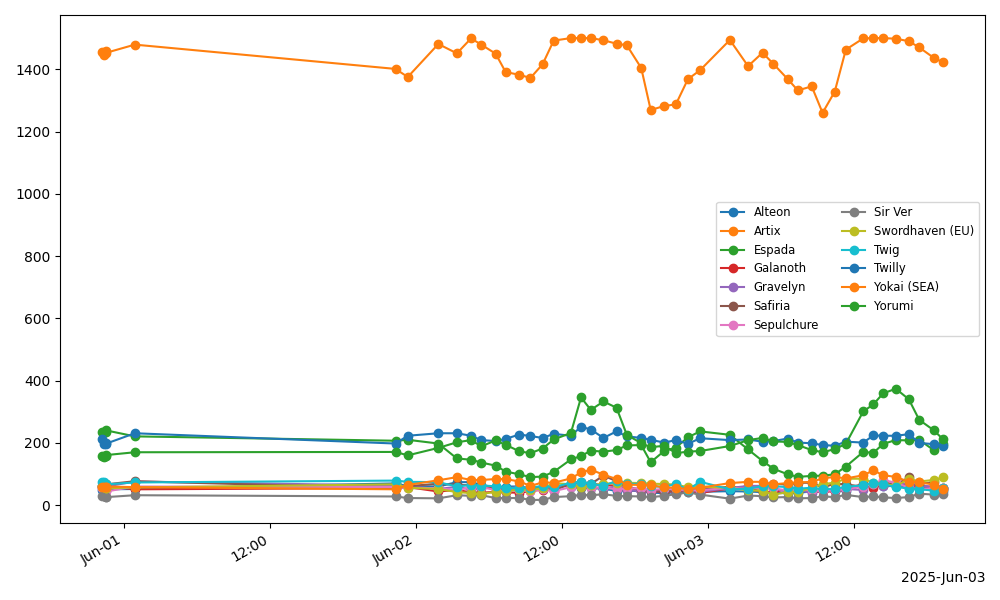 1400
1200
1000
800
600
400
200
0
Alteon
Artix
Espada
Galanoth
Gravelyn
Safiria
Sepulchure
Sir Ver
Swordhaven (EU)
Twig
Twilly
Yokai (SEA)
Yorumi
Jun-01
12:00
Jun-02
12:00
Jun-03
12:00
2025-Jun-03